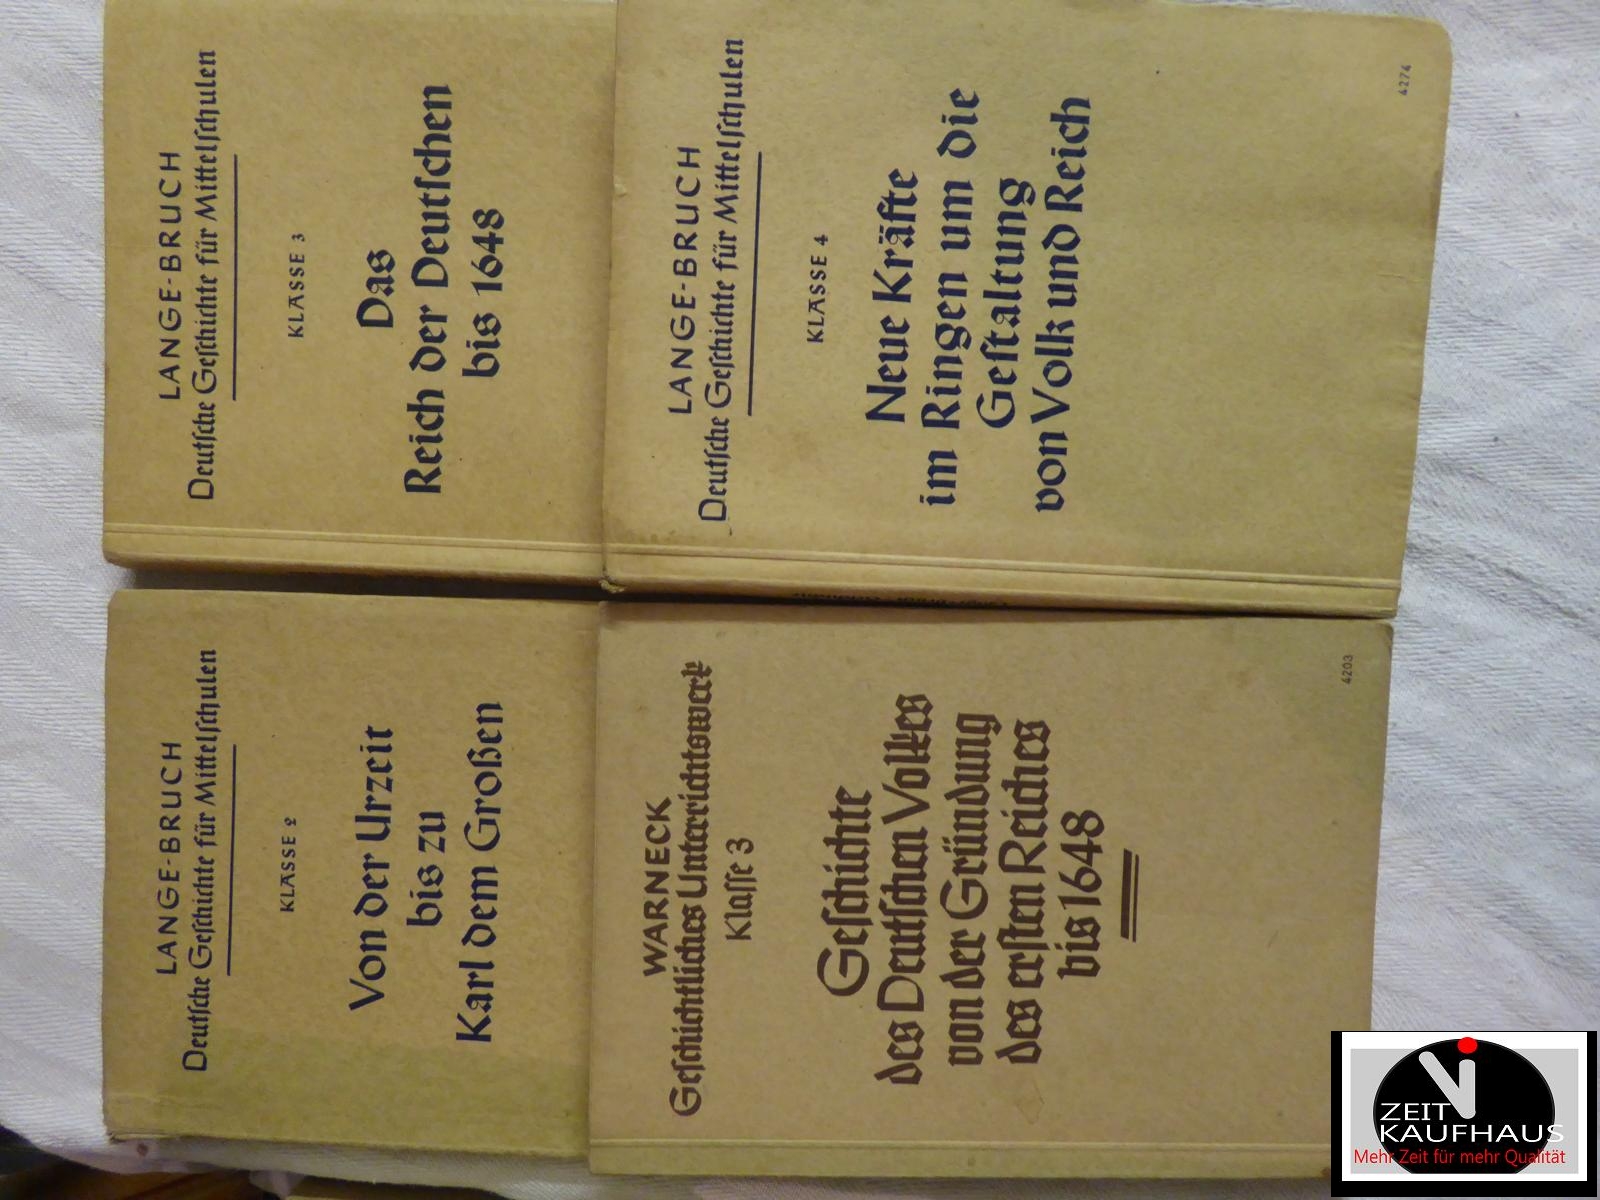 LANGE-BRUCH
Deutsche Geschichte für Mittelschulen
KLASSE 2
Von der Urzeit
bis zu
Karl dem Großen
LANGE-BRUCH
Deutsche Geschichte für Mittelschulen
KLASSE 3
Das
Reich der Deutschen
bis 1648
WARNECK
Geschichtliches Unterrichtswerk
Klasse 3
Geschichte
des Deutschen Volkes
von der Gründung
des ersten Reiches
bis 1648
4203
LANGE-BRUCH
Deutsche Geschichte für Mittelschulen
KLASSE 4
Neue Kräfte
im Ringen um die
Gestaltung
von Volk und Reich
4274
ZEIT
KAUFHAUS
Mehr Zeit für mehr Qualität